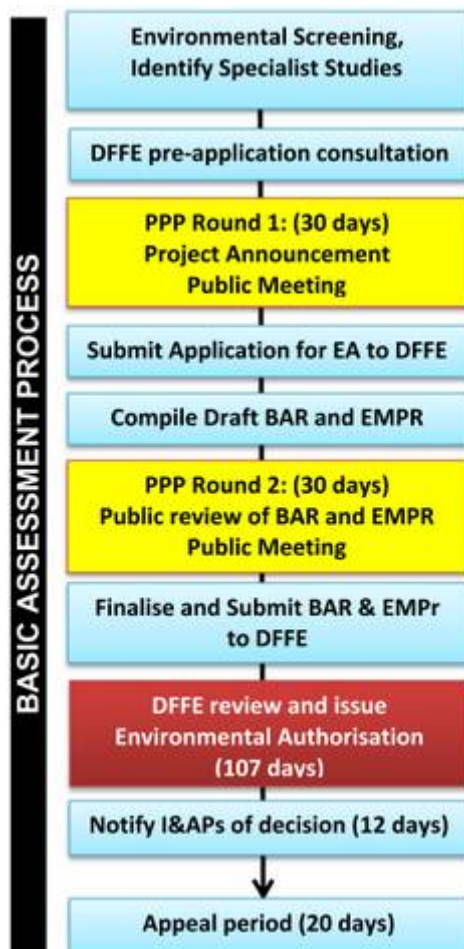 BASIC ASSESSMENT PROCESS
Environmental Screening,
Identify Specialist Studies
DFFE pre-application consultation
PPP Round 1: (30 days)
Project Announcement
Public Meeting
Submit Application for EA to DFFE
Compile Draft BAR and EMPR
PPP Round 2: (30 days)
Public review of BAR and EMPR
Public Meeting
Finalise and Submit BAR & EMPr
to DFFE
DFFE review and issue
Environmental Authorisation
(107 days)
Notify I&APs of decision (12 days)
Appeal period (20 days)